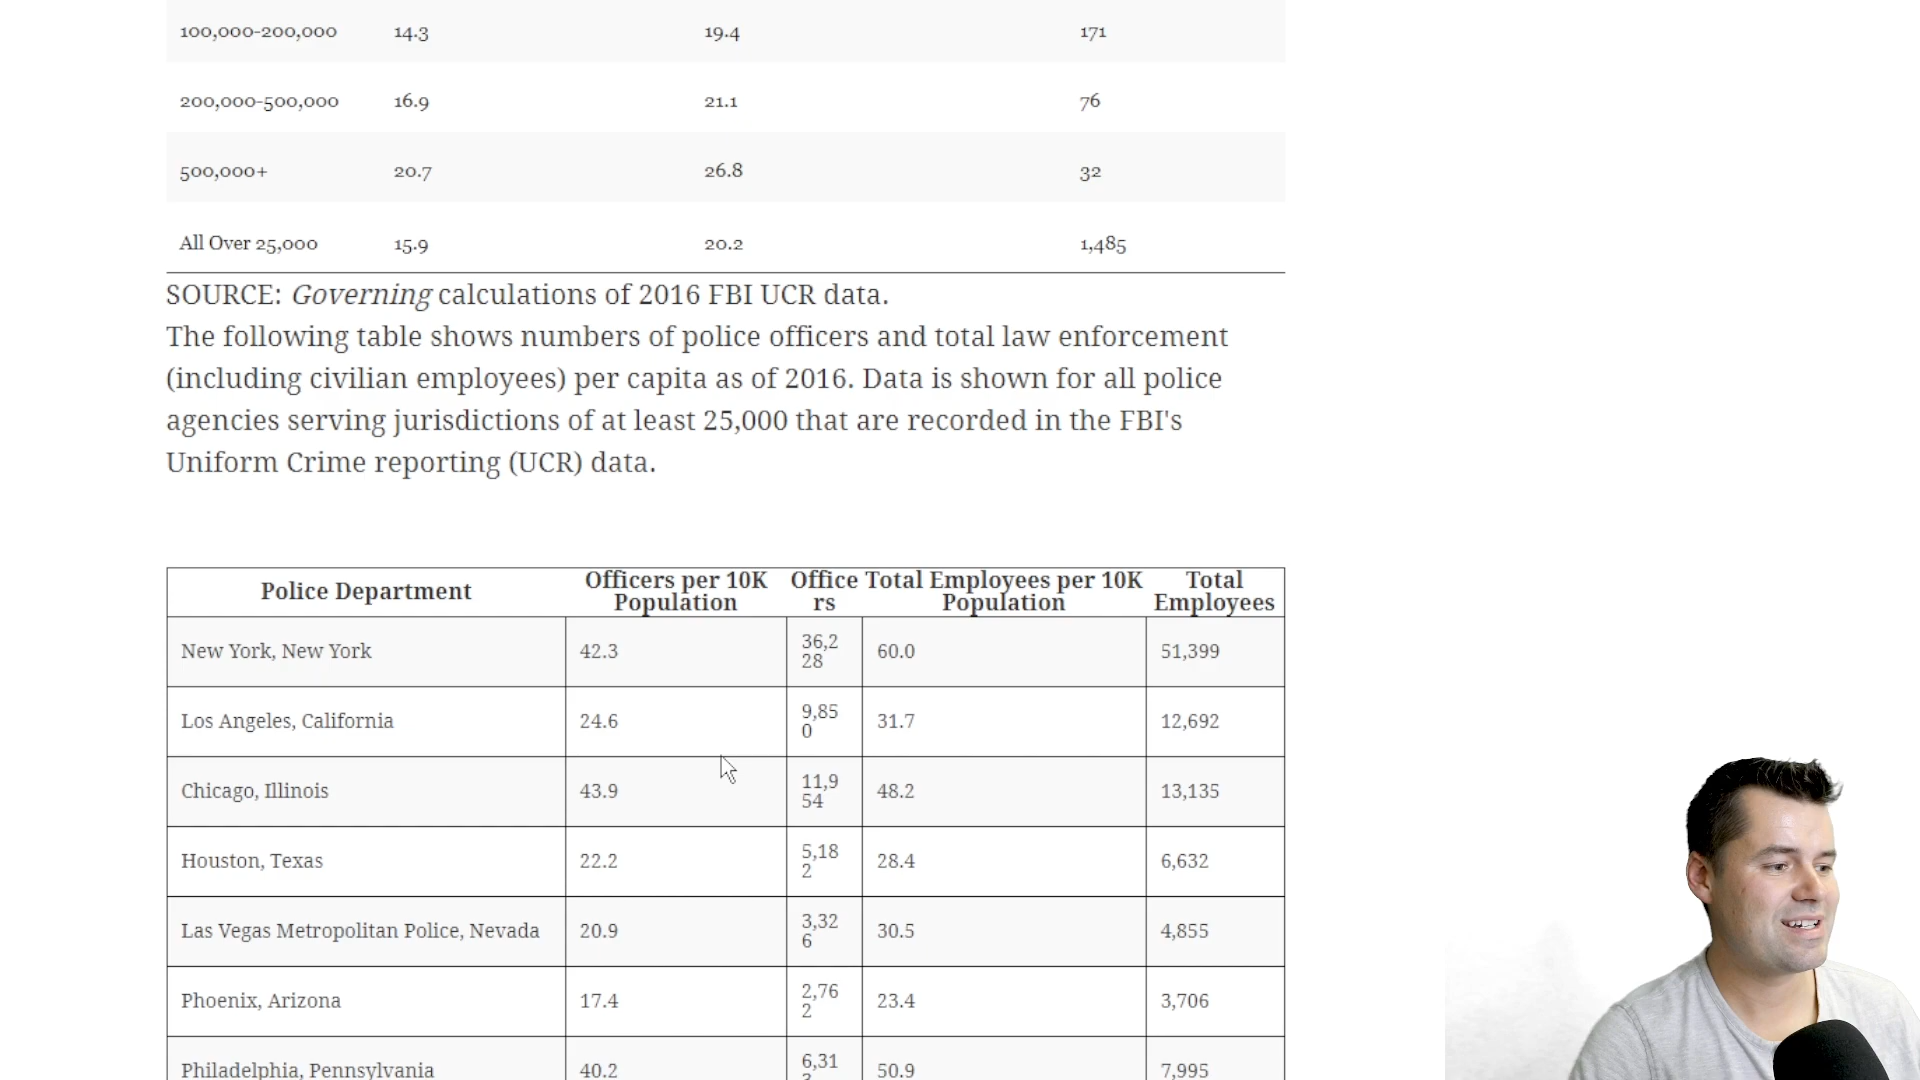 100,000-200,000 14.3 19.4 171
200,000-500,000 16.9 21.1 76
500,000+ 20.7 26.8 32
All Over 25,000 15.9 20.2 1,485
SOURCE: Governing calculations of 2016 FBI UCR data.
The following table shows numbers of police officers and total law enforcement
(including civilian employees) per capita as of 2016. Data is shown for all police
agencies serving jurisdictions of at least 25,000 that are recorded in the FBI's
Uniform Crime reporting (UCR) data.
Police Department
Officers per 10K
Population
Office
rs
Total Employees per 10K
Population
Total
Employees
New York, New York 42.3 36,2
28 60.0 51,399
Los Angeles, California 24.6 9,85
0 31.7 12,692
Chicago, Illinois 43.9 11,9
54 48.2 13,135
Houston, Texas 22.2 5,18
2 28.4 6,632
Las Vegas Metropolitan Police, Nevada 20.9 3,32
6 30.5 4,855
Phoenix, Arizona 17.4 2,76
2 23.4 3,706
Philadelphia, Pennsylvania 40.2 6,31
50.9 7,995